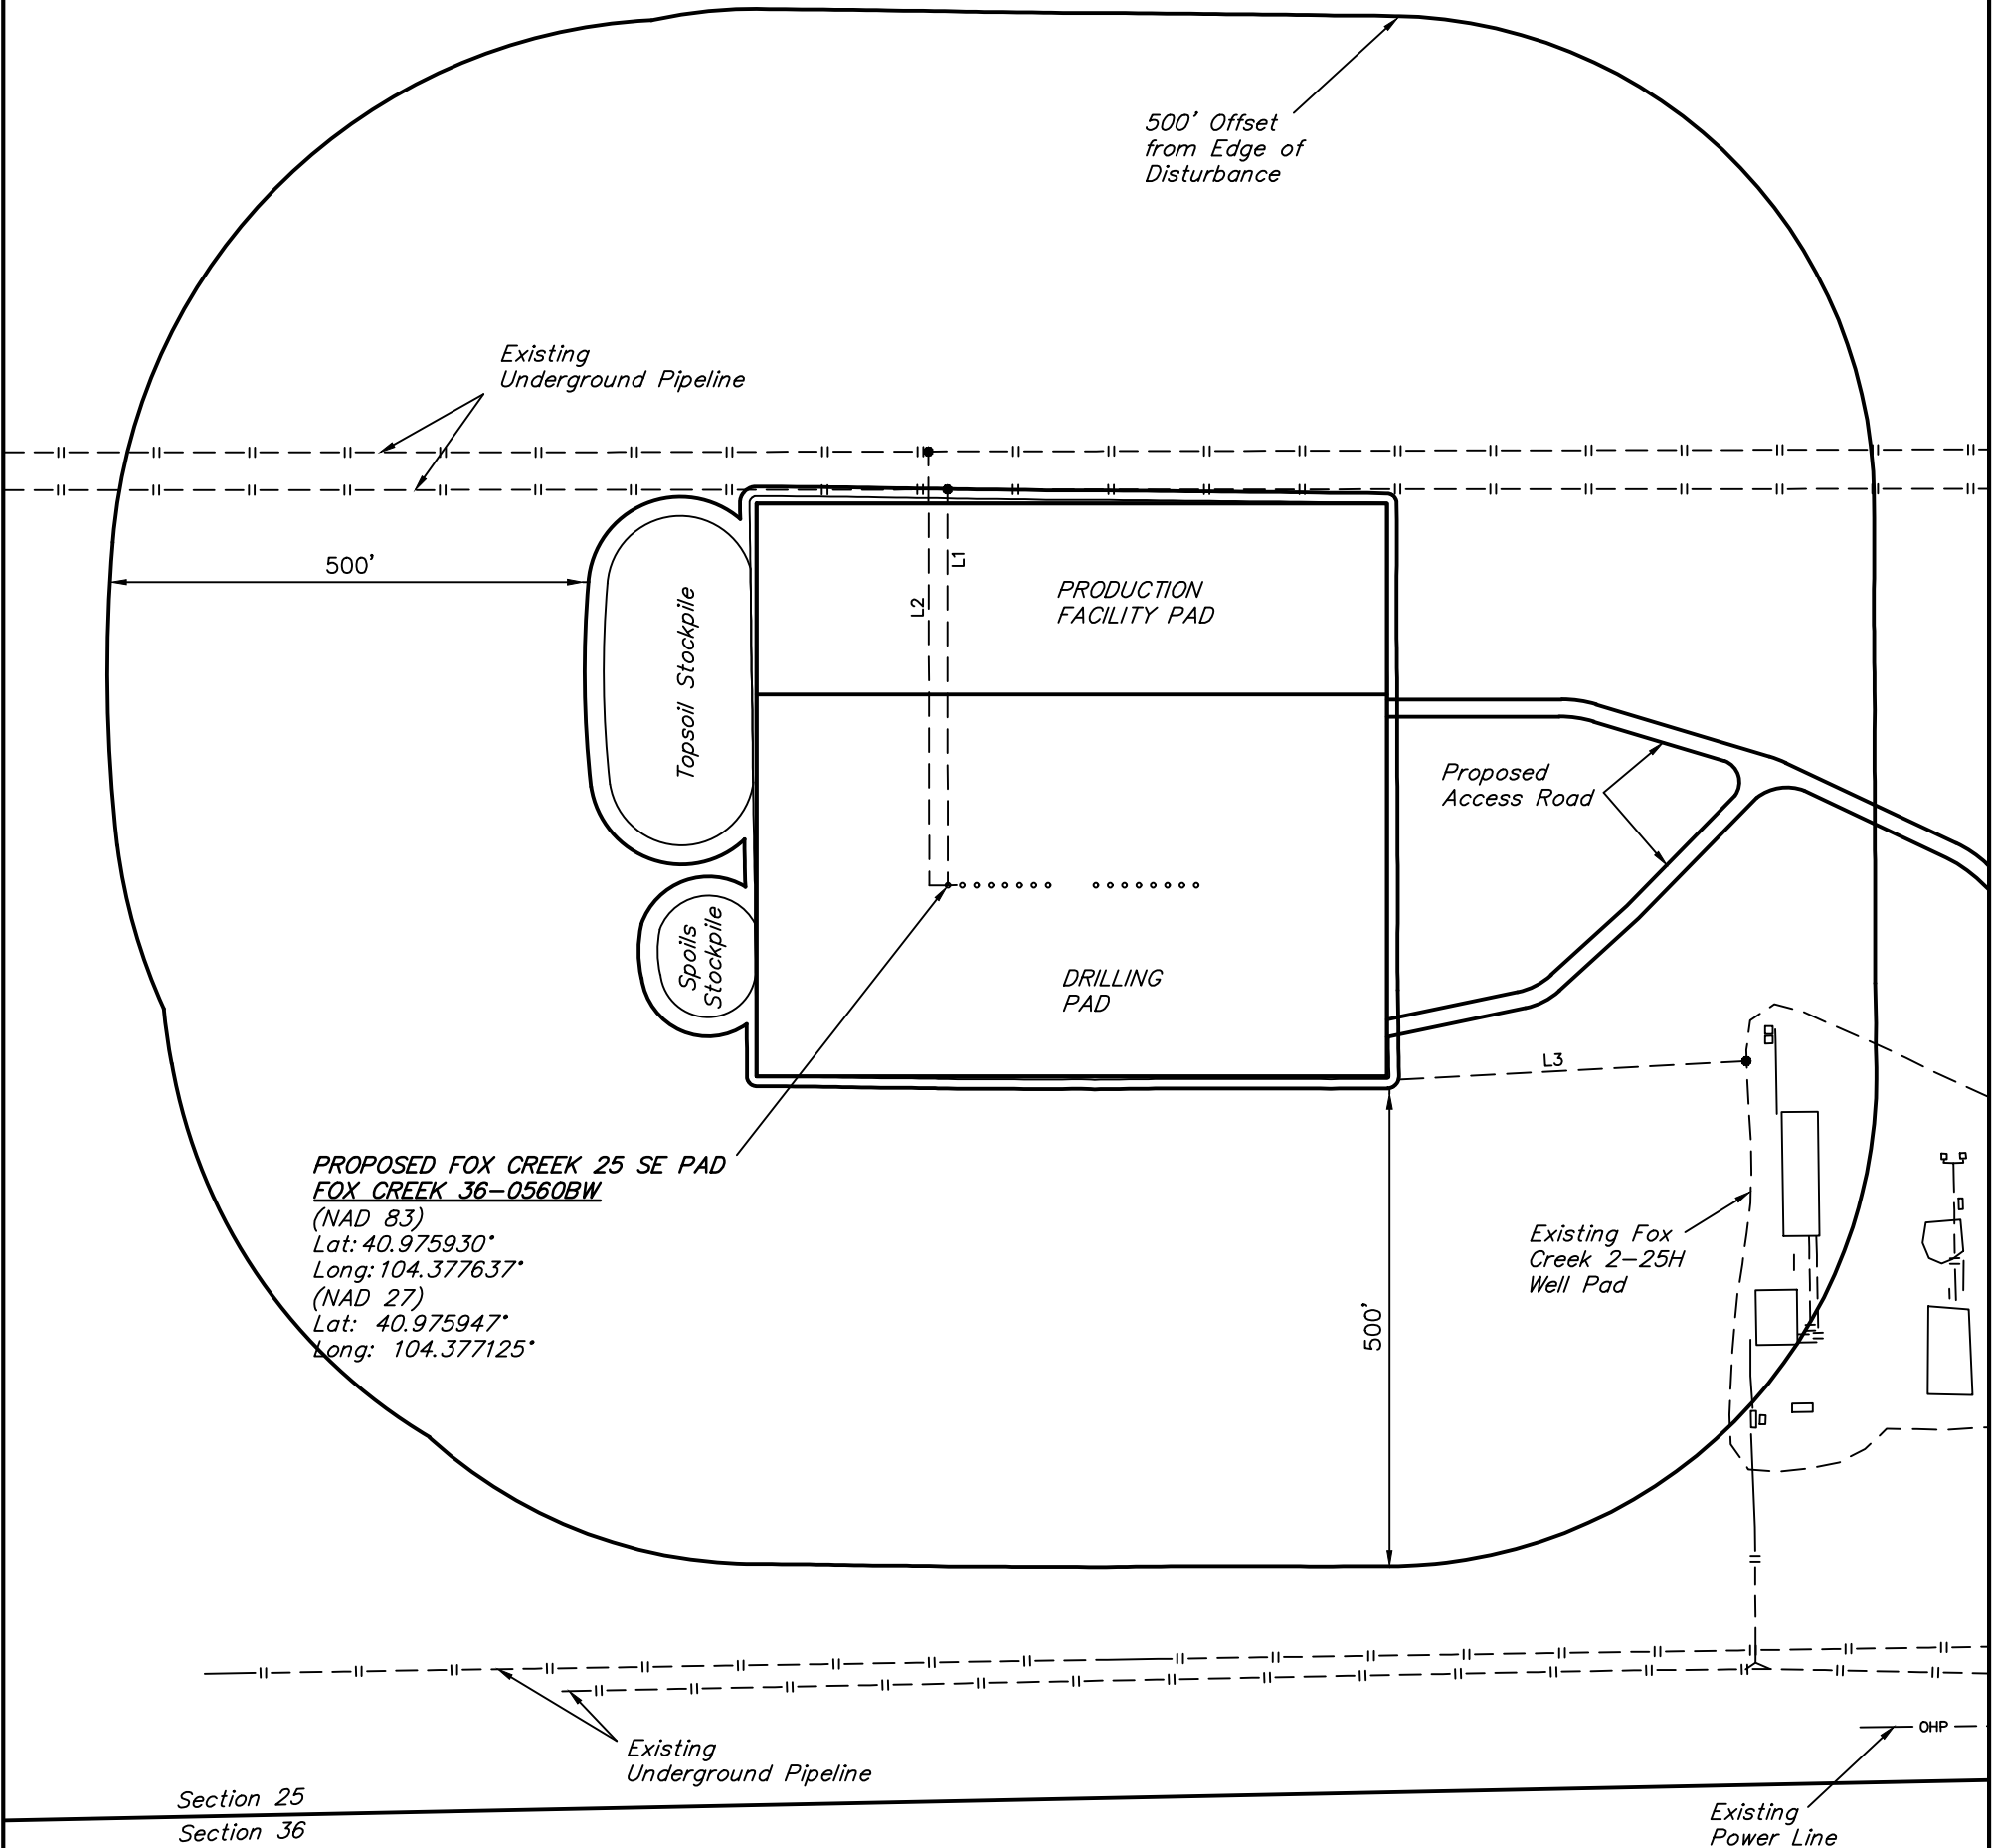 500' Offset
from Edge of
Disturbance
Existing
Underground Pipeline
500'
L1
L2
PRODUCTION
FACILITY PAD
Topsoil Stockpile
Proposed
Access Road
Spoils
Stockpile
DRILLING
PAD
L3
PROPOSED FOX CREEK 25 SE PAD
FOX CREEK 36-0560BW
(NAD 83)
Lat: 40.975930°
Long: 104.377637°
(NAD 27)
Lat: 40.975947°
Long: 104.377125°
Existing Fox
Creek 2-25H
Well Pad
500'
OHP
Existing
Underground Pipeline
Section 25
Section 36
Existing
Power Line